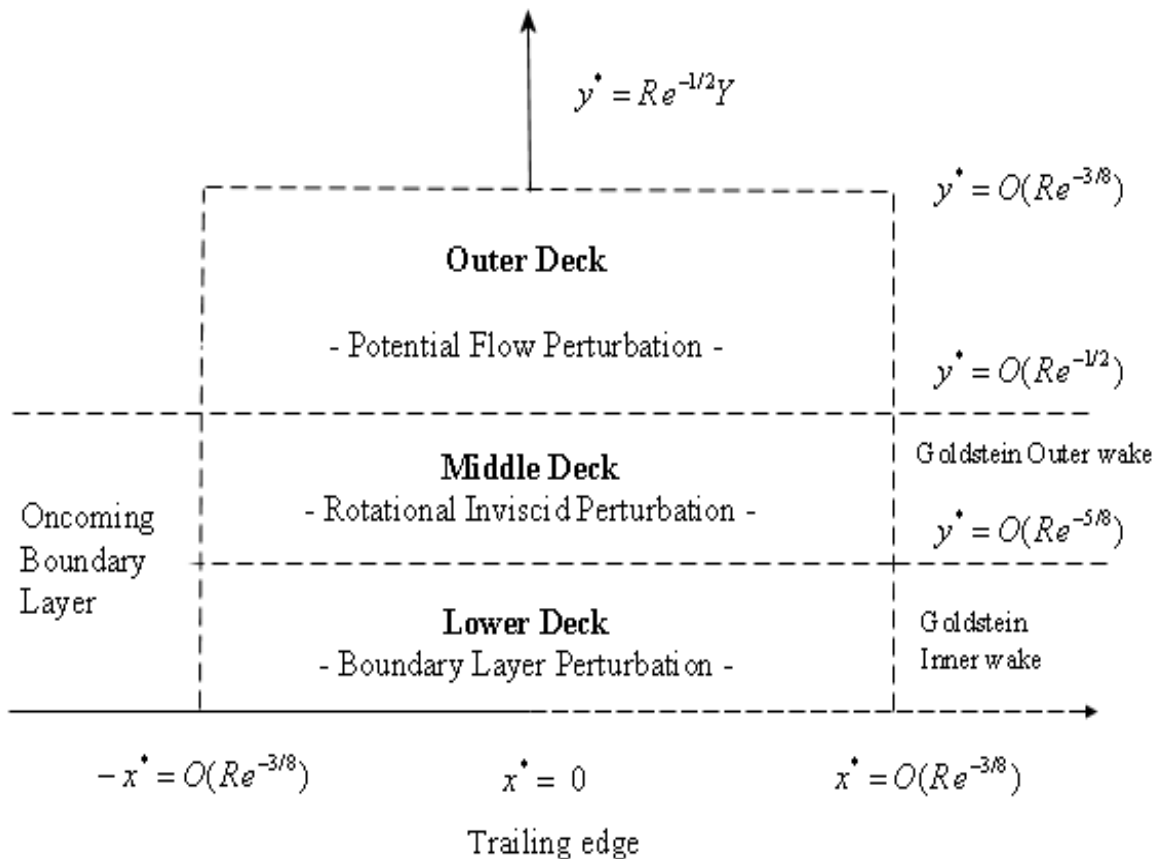 y* = Re^{-1/2}Y
y* = O(Re^{-3/8})
Outer Deck
- Potential Flow Perturbation -
y* = O(Re^{-1/2})
Goldstein Outer wake
Middle Deck
- Rotational Inviscid Perturbation -
Oncoming
Boundary
Layer
y* = O(Re^{-5/8})
Lower Deck
- Boundary Layer Perturbation -
Goldstein
Inner wake
-x* = O(Re^{-3/8})
x* = 0
x* = O(Re^{-3/8})
Trailing edge